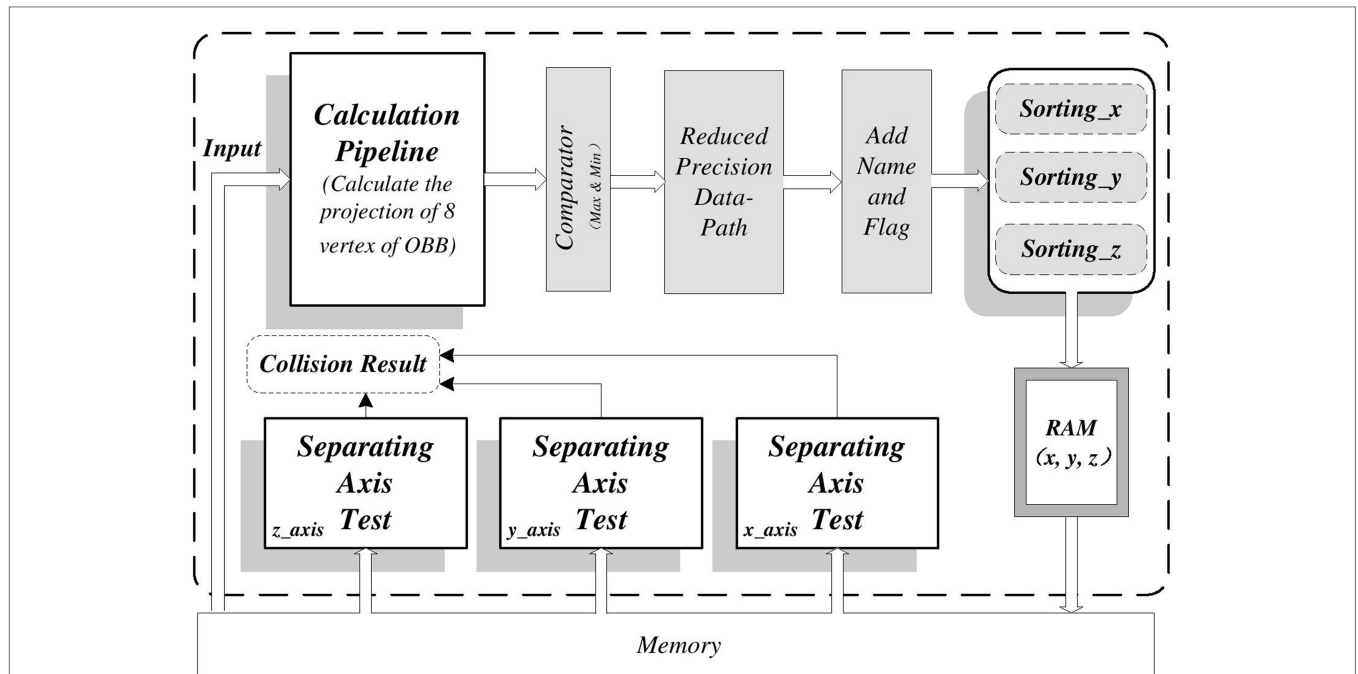 Input
Calculation
Pipeline
(Calculate the
projection of 8
vertex of OBB)
Comparator
(Max & Min)
Reduced
Precision
Data-
Path
Add
Name
and
Flag
Sorting_x
Sorting_y
Sorting_z
Collision Result
RAM
(x, y, z)
Separating
Axis
Test
z_axis
Separating
Axis
Test
y_axis
Separating
Axis
Test
x_axis
Memory